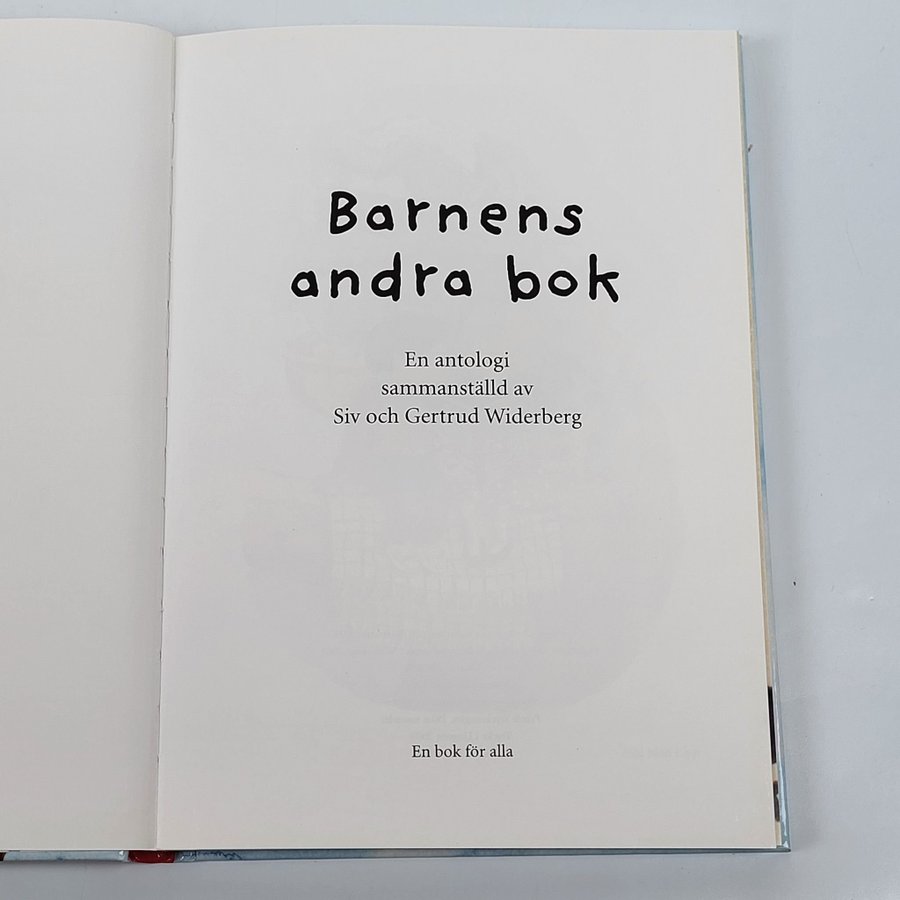 Barnens
andra bok
En antologi
sammanställd av
Siv och Gertrud Widerberg
En bok för alla